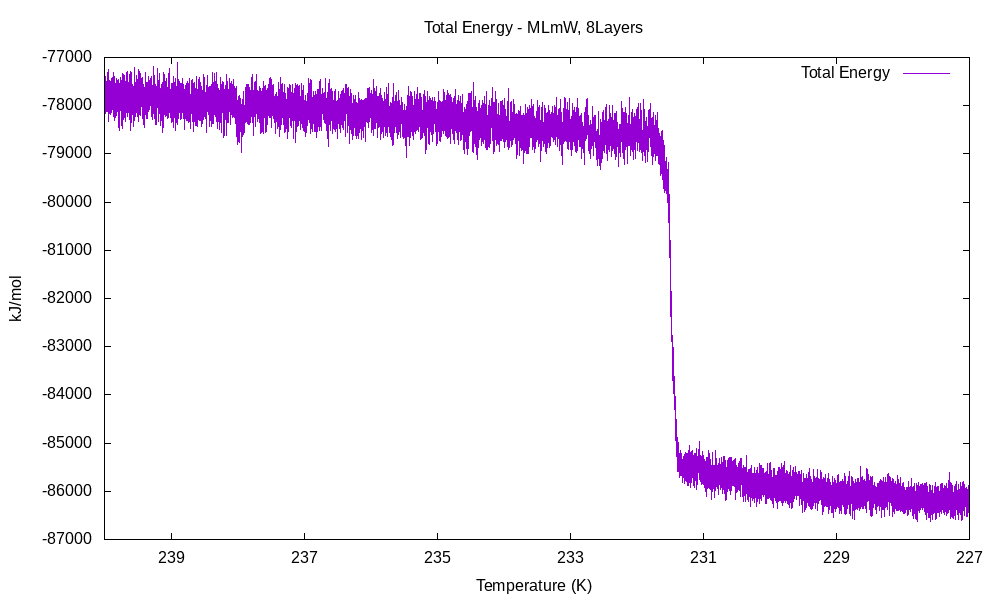 Total Energy - MLmW, 8Layers
Total Energy
-77000
-78000
-79000
-80000
-81000
-82000
-83000
-84000
-85000
-86000
-87000
kJ/mol
239 237 235 233 231 229 227
Temperature (K)